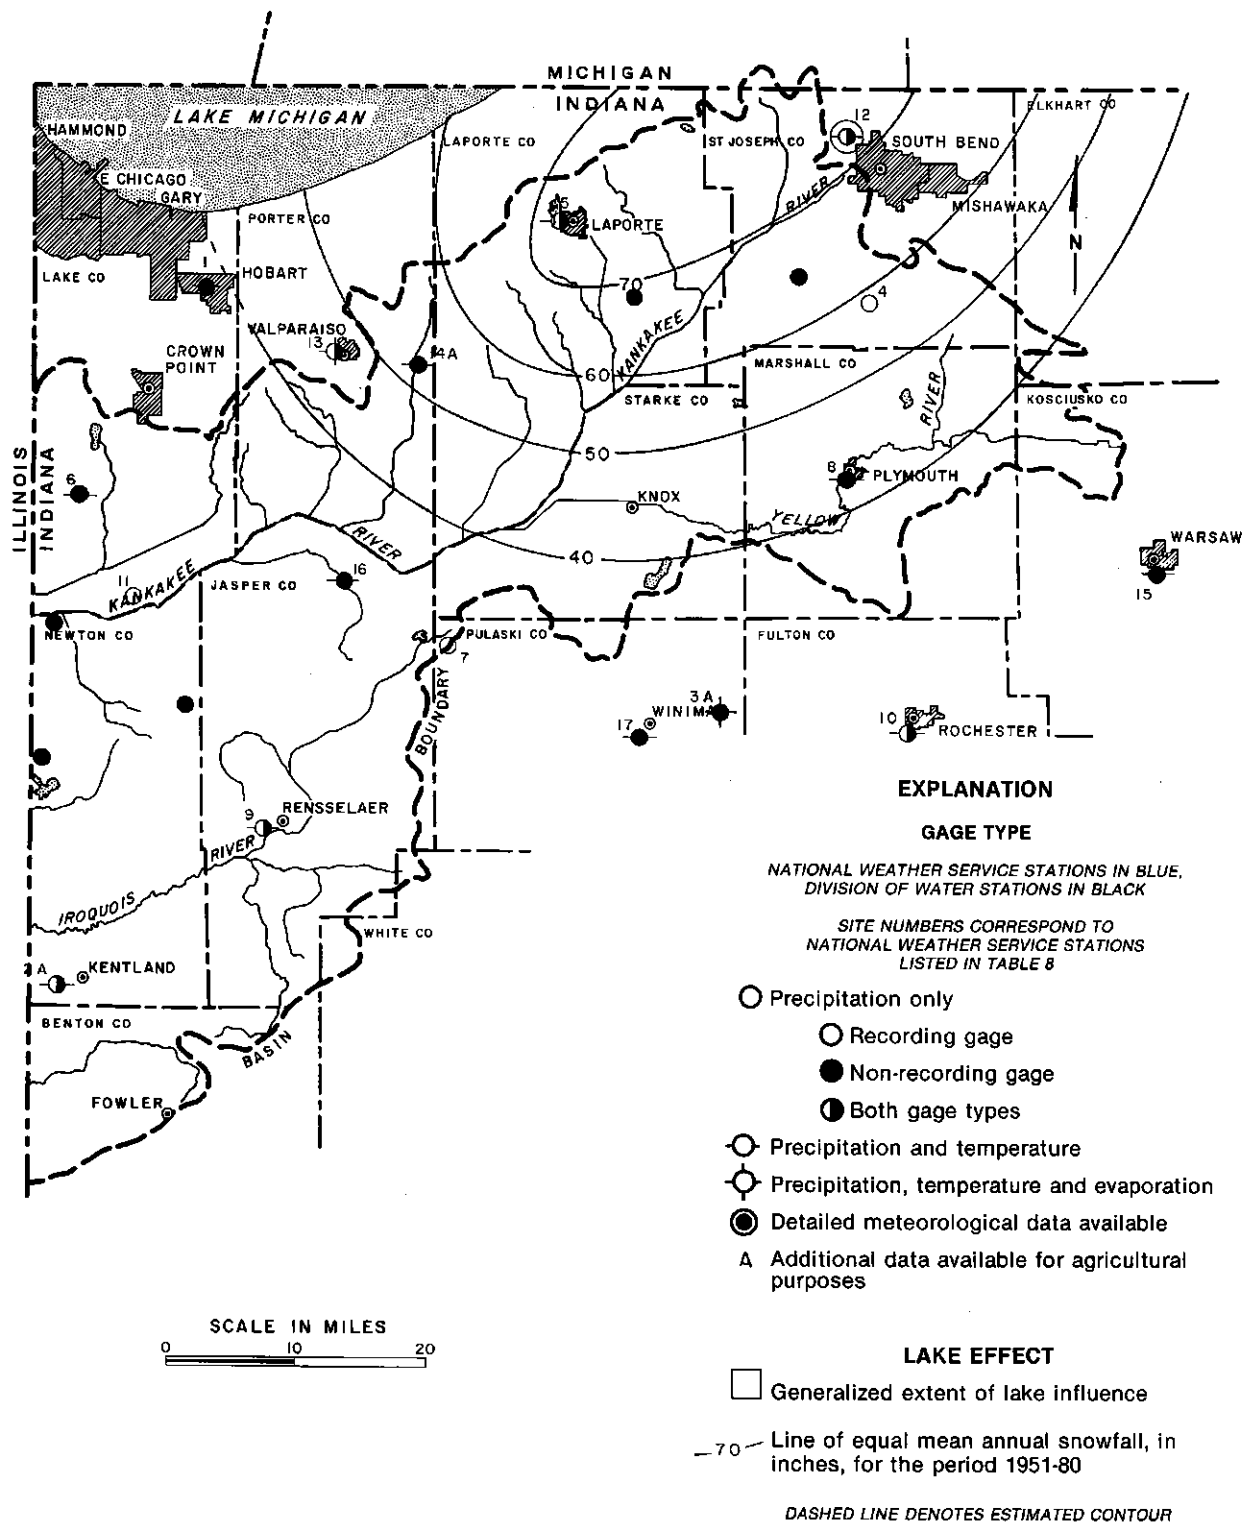 MICHIGAN
INDIANA
LAKE MICHIGAN
HAMMOND
E CHICAGO
GARY
LAPORTE CO
ST JOSEPH CO
ELKHART CO
12
SOUTH BEND
MISHAWAKA
RIVER
PORTER CO
5
LAPORTE
N
LAKE CO
1
HOBART
70
4
VALPARAISO
13
14A
KANKAKEE
CROWN
POINT
60
MARSHALL CO
STARKE CO
KOSCIUSKO CO
RIVER
ILLINOIS
INDIANA
50
6
8
PLYMOUTH
KNOX
YELLOW
RIVER
40
WARSAW
15
11
KANKAKEE
JASPER CO
16
NEWTON CO
PULASKI CO
7
FULTON CO
BOUNDARY
3A
17
WINIMA
10
ROCHESTER
9
RENSSELAER
RIVER
IROQUOIS
WHITE CO
A
KENTLAND
BENTON CO
BASIN
FOWLER
EXPLANATION
GAGE TYPE
NATIONAL WEATHER SERVICE STATIONS IN BLUE,
DIVISION OF WATER STATIONS IN BLACK
SITE NUMBERS CORRESPOND TO
NATIONAL WEATHER SERVICE STATIONS
LISTED IN TABLE 8
Precipitation only
Recording gage
Non-recording gage
Both gage types
Precipitation and temperature
Precipitation, temperature and evaporation
Detailed meteorological data available
A Additional data available for agricultural
purposes
SCALE IN MILES
0 10 20
LAKE EFFECT
Generalized extent of lake influence
70 Line of equal mean annual snowfall, in
inches, for the period 1951-80
DASHED LINE DENOTES ESTIMATED CONTOUR